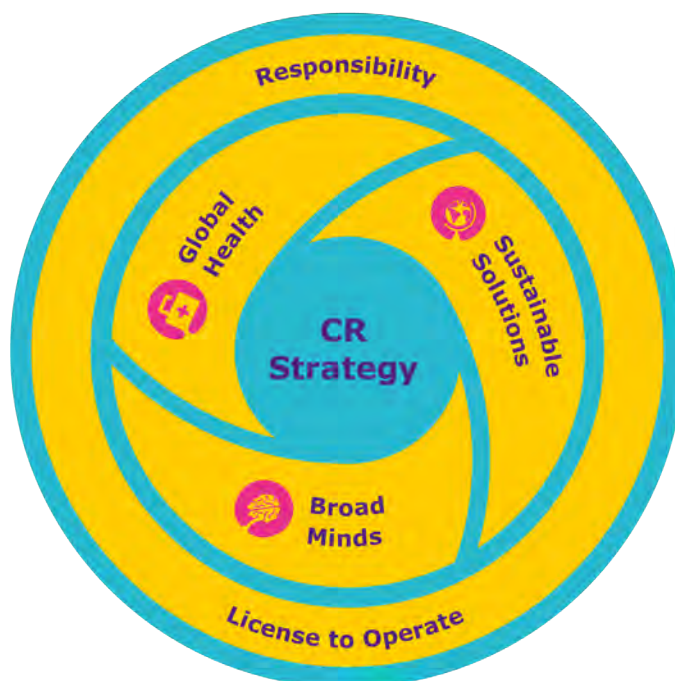 Responsibility
Global
Health
Sustainable
Solutions
CR
Strategy
Broad
Minds
License to Operate